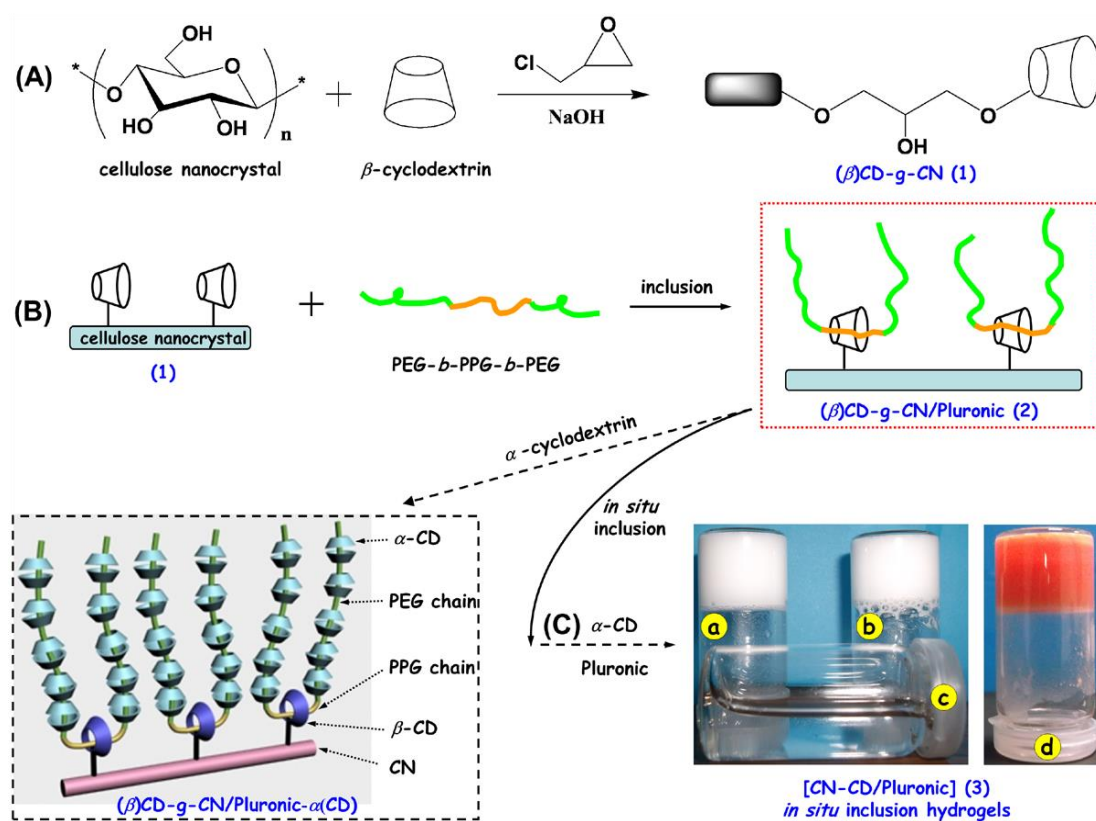 (A)
*
O
OH
O
HO
OH
n
*
cellulose nanocrystal
+
β-cyclodextrin
Cl
O
NaOH
O
OH
O
(β)CD-g-CN (1)
(B)
cellulose nanocrystal
(1)
+
PEG-b-PPG-b-PEG
inclusion
(β)CD-g-CN/Pluronic (2)
α-cyclodextrin
in situ
inclusion
α-CD
PEG chain
PPG chain
β-CD
CN
(β)CD-g-CN/Pluronic-α(CD)
(C)
α-CD
Pluronic
a
b
c
d
[CN-CD/Pluronic] (3)
in situ inclusion hydrogels